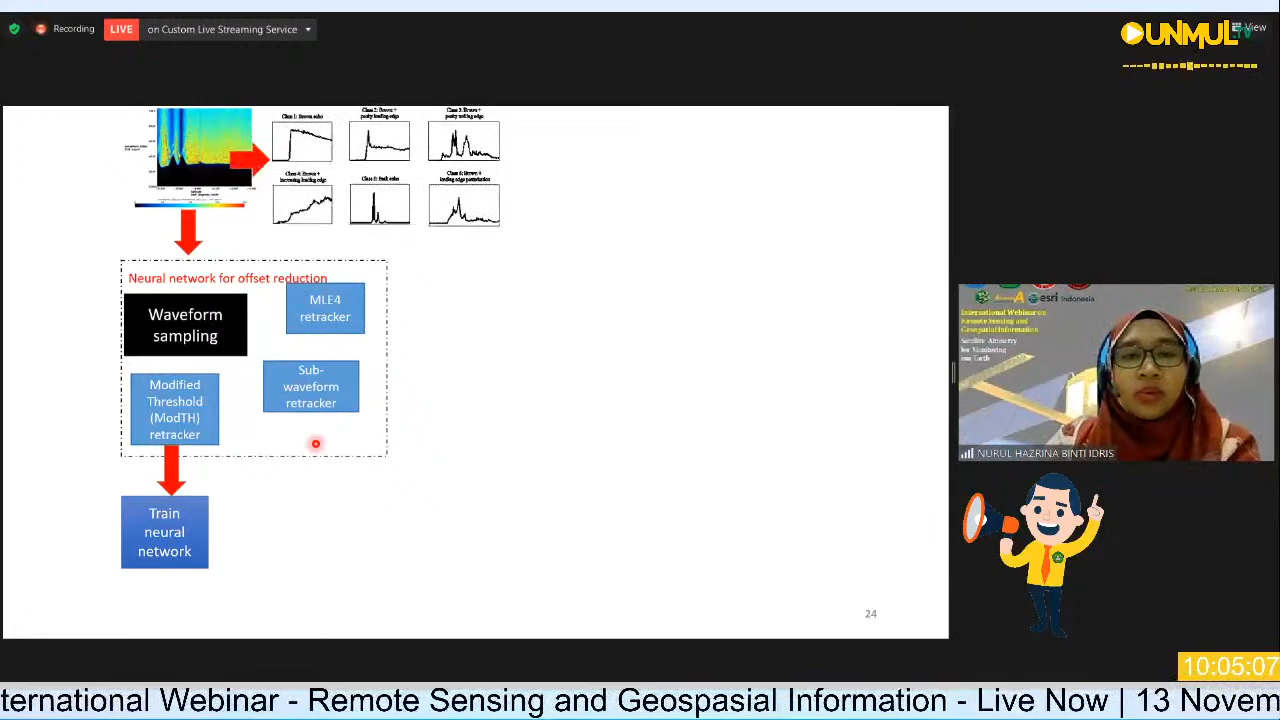 Recording
LIVE
on Custom Live Streaming Service
View
UNMUL TV
Class 1: Brown echo
Class 2: Brown +
peaky leading edge
Class 3: Brown +
peaky trailing edge
Class 4: Brown +
increasing leading edge
Class 5: Peak echo
Class 6: Brown +
leading edge perturbation
Neural network for offset reduction
Waveform
sampling
MLE4
retracker
Sub-
waveform
retracker
Modified
Threshold
(ModTH)
retracker
Train
neural
network
24
esri Indonesia
International Webinar on
Remote Sensing and
Geospatial Information
Satellite Altimetry
for Monitoring
our Earth
NURUL HAZRINA BINTI IDRIS
10:05:07
ternational Webinar - Remote Sensing and Geospasial Information - Live Now | 13 Novem